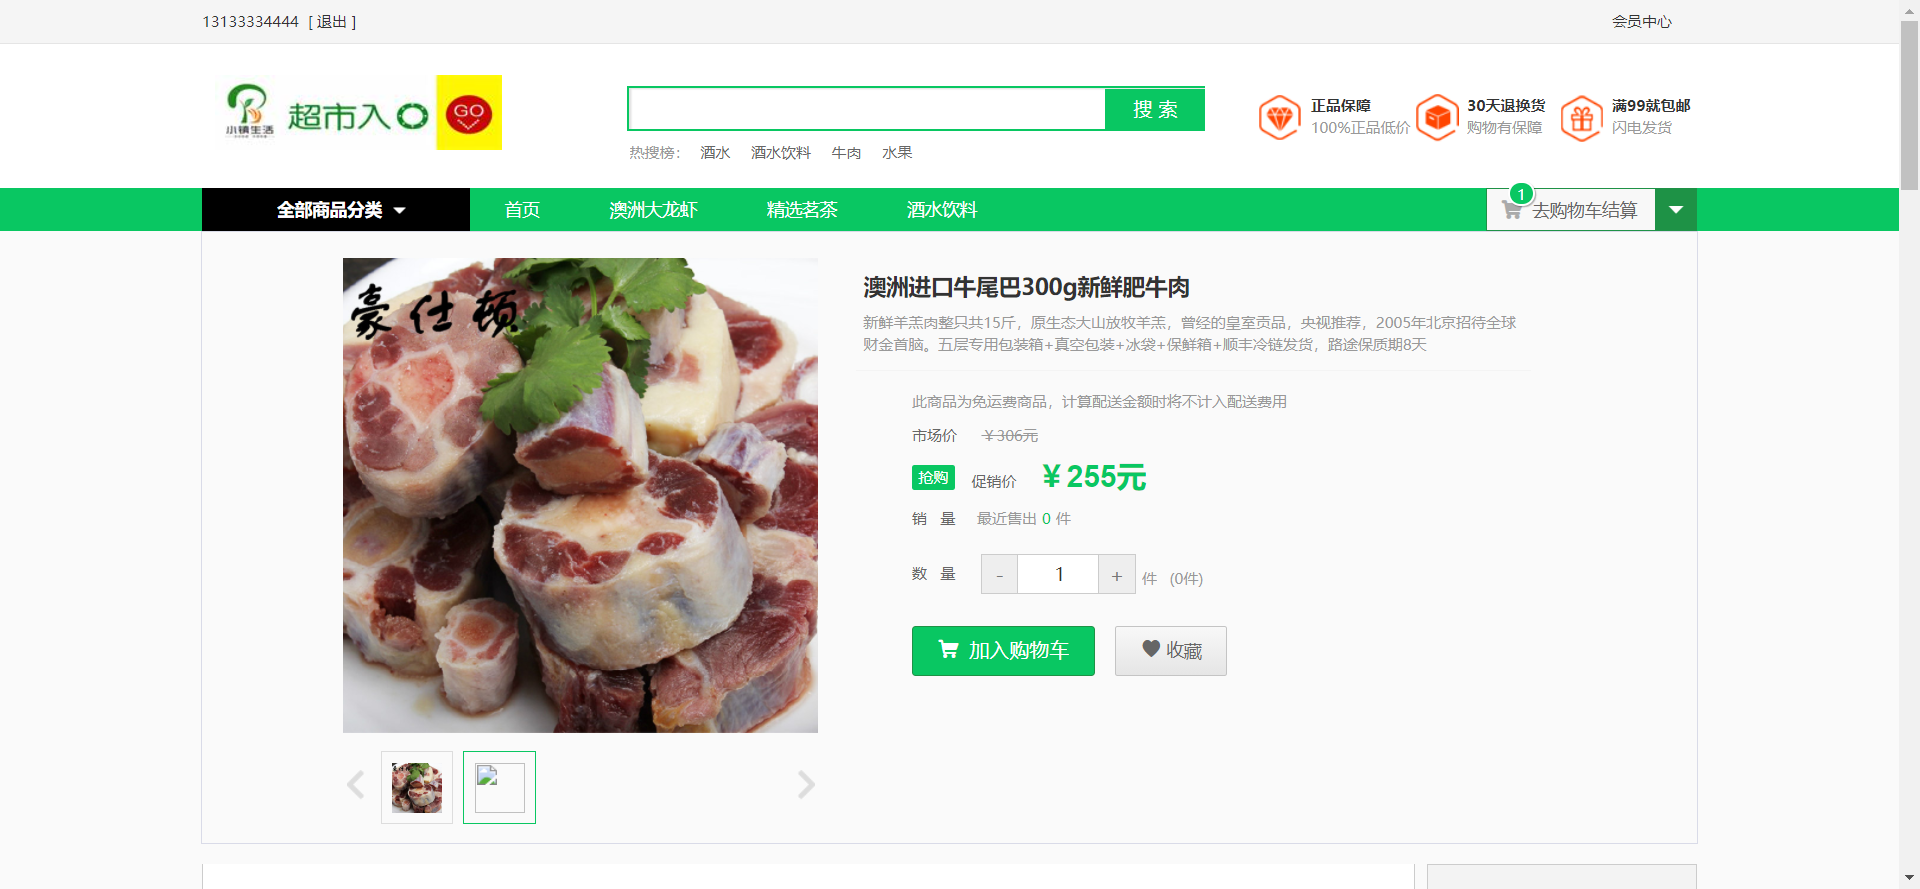 13133334444 [ 退出 ]
会员中心
小镇生活
超市入口
GO
搜 索
热搜榜： 酒水 酒水饮料 牛肉 水果
正品保障
100%正品低价
30天退换货
购物有保障
满99就包邮
闪电发货
全部商品分类
首页
澳洲大龙虾
精选茗茶
酒水饮料
1
去购物车结算
豪仕顿
澳洲进口牛尾巴300g新鲜肥牛肉
新鲜羊羔肉整只共15斤，原生态大山放牧羊羔，曾经的皇室贡品，央视推荐，2005年北京招待全球
财金首脑。五层专用包装箱+真空包装+冰袋+保鲜箱+顺丰冷链发货，路途保质期8天
此商品为免运费商品，计算配送金额时将不计入配送费用
市场价 ￥306元
抢购 促销价 ￥255元
销 量 最近售出 0 件
数 量 - 1 + 件 (0件)
加入购物车
收藏